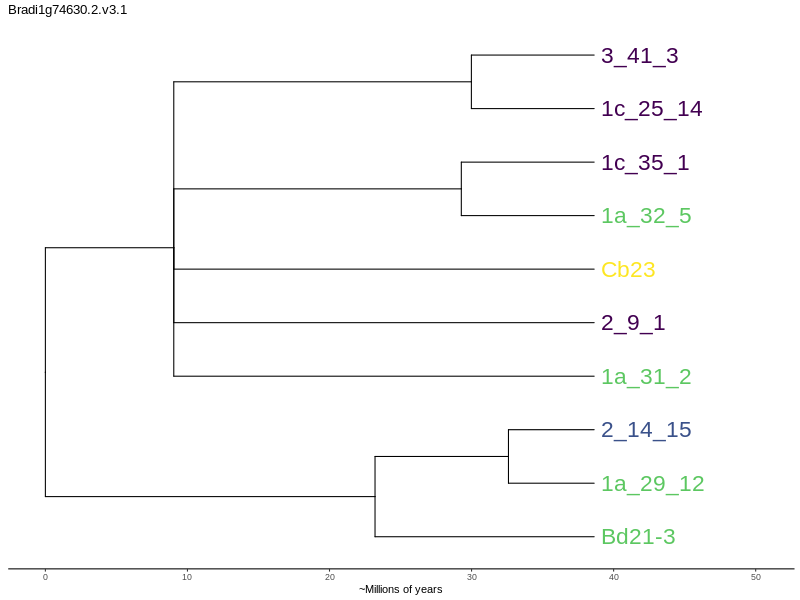 Bradi1g74630.2.v3.1
3_41_3
1c_25_14
1c_35_1
1a_32_5
Cb23
2_9_1
1a_31_2
2_14_15
1a_29_12
Bd21-3
0 10 20 30 40 50
~Millions of years